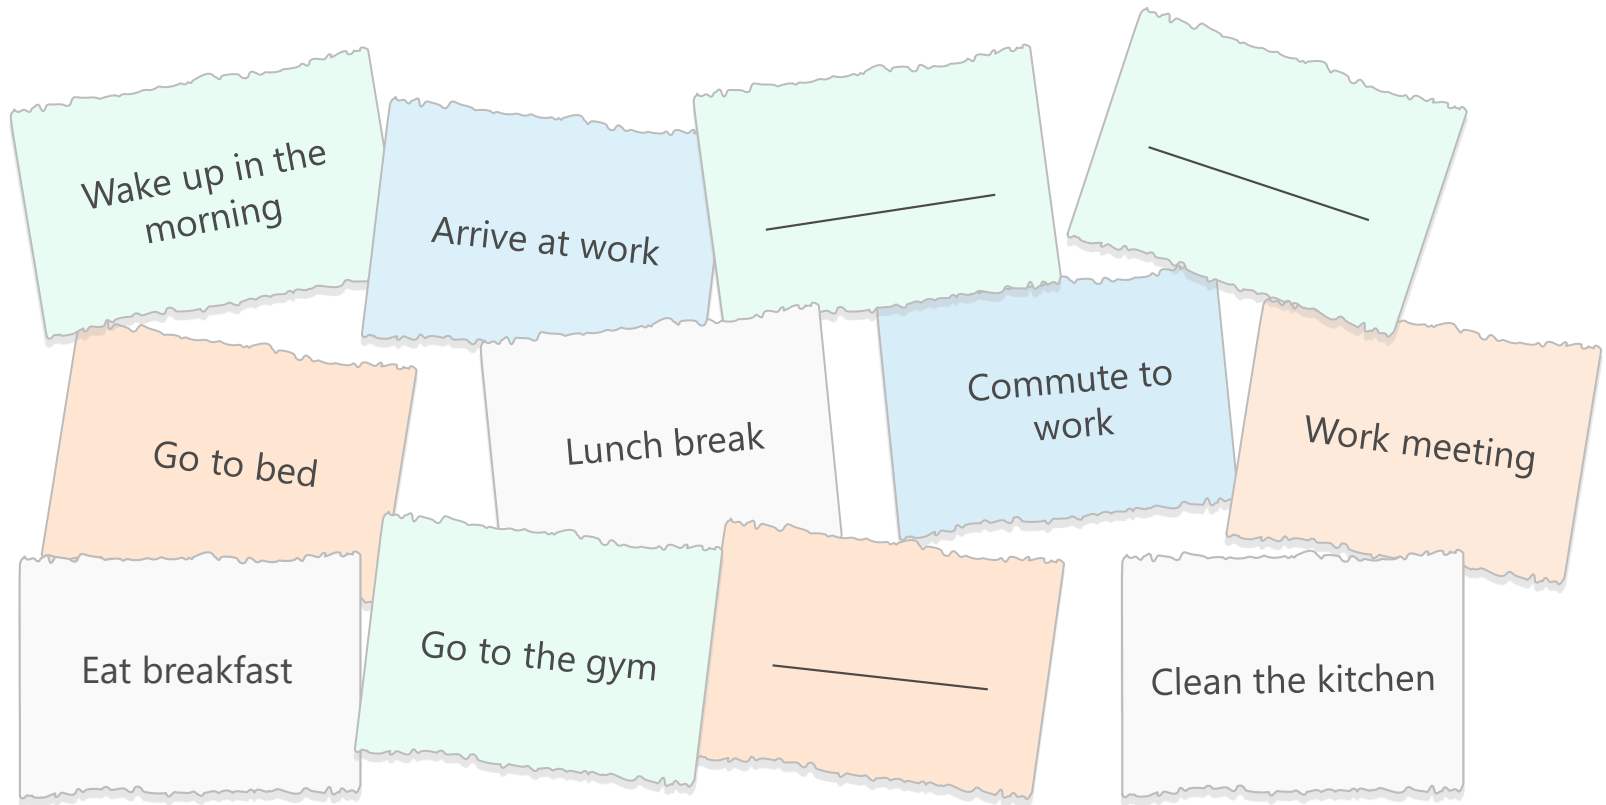 Wake up in the
morning
Arrive at work
Go to bed
Lunch break
Commute to
work
Work meeting
Eat breakfast
Go to the gym
Clean the kitchen